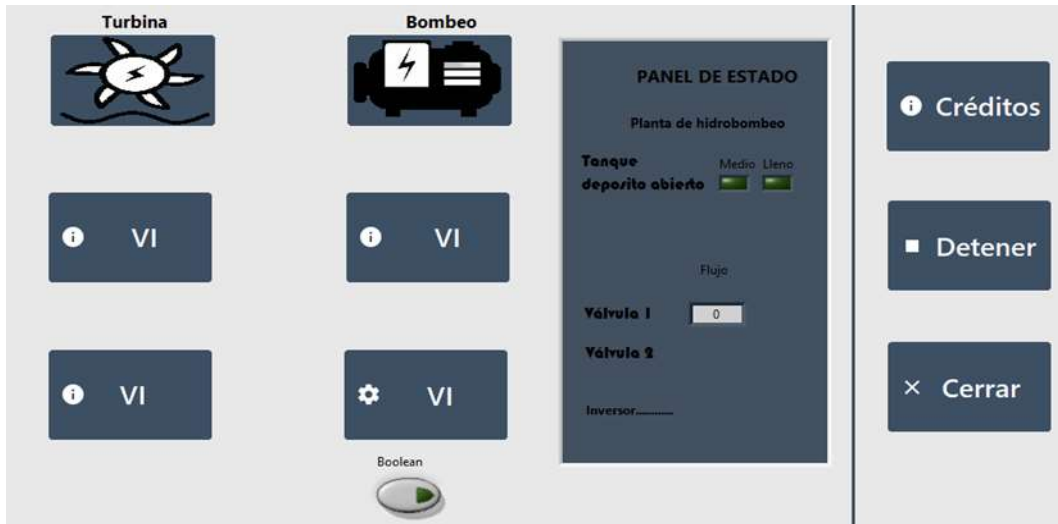 Turbina
Bombeo
VI
VI
VI
VI
Boolean
PANEL DE ESTADO
Planta de hidrobombeo
Tanque
deposito abierto
Medio Lleno
Flujo
Válvula 1
0
Válvula 2
Inversor...........
Créditos
Detener
Cerrar